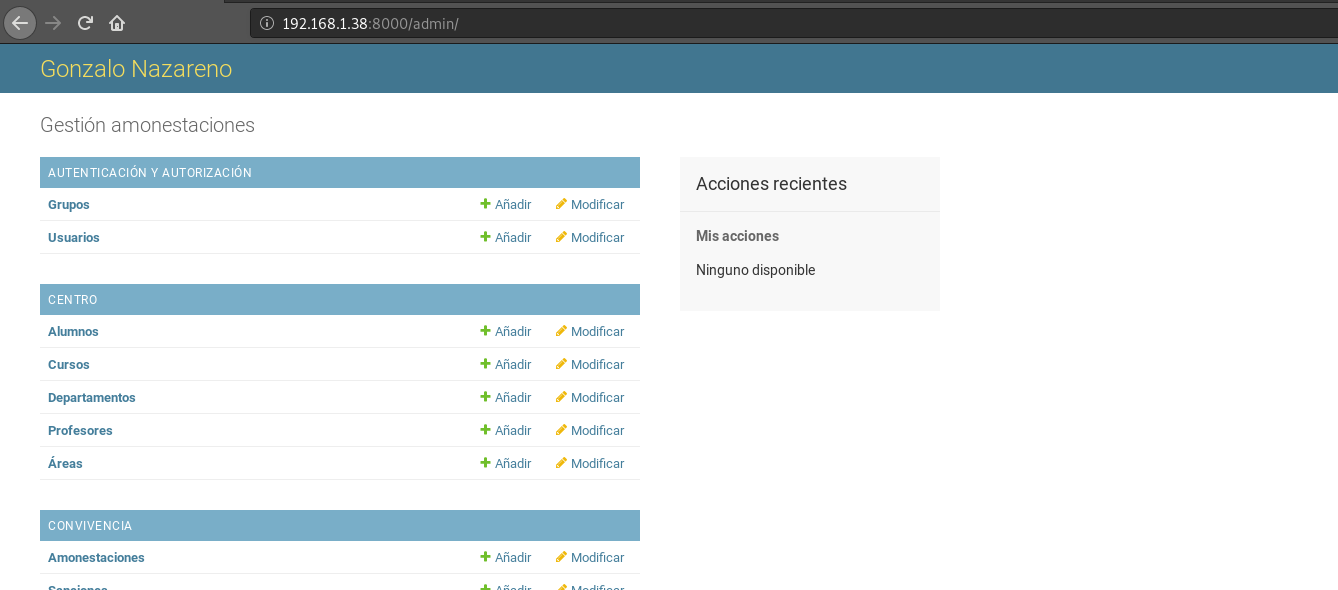 192.168.1.38:8000/admin/
Gonzalo Nazareno
Gestión amonestaciones
AUTENTICACIÓN Y AUTORIZACIÓN
Grupos Añadir Modificar
Usuarios Añadir Modificar
CENTRO
Alumnos Añadir Modificar
Cursos Añadir Modificar
Departamentos Añadir Modificar
Profesores Añadir Modificar
Áreas Añadir Modificar
CONVIVENCIA
Amonestaciones Añadir Modificar
Sanciones Añadir Modificar
Acciones recientes
Mis acciones
Ninguno disponible